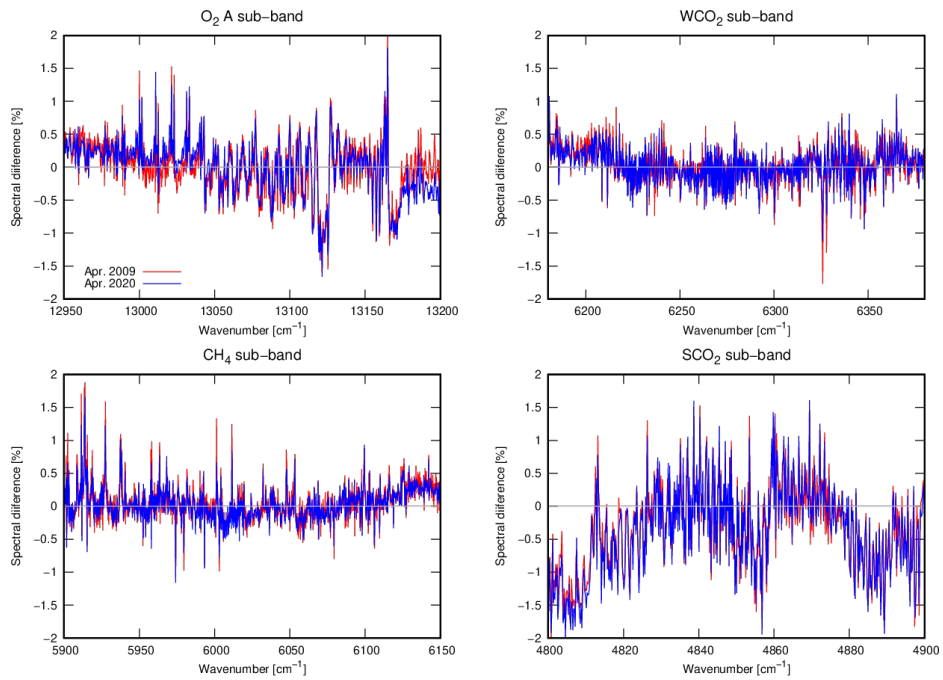 O2 A sub−band
2
1.5
1
0.5
0
−0.5
−1
−1.5
−2
Spectral diiference [%]
Apr. 2009
Apr. 2020
12950 13000 13050 13100 13150 13200
Wavenumber [cm−1]
WCO2 sub−band
2
1.5
1
0.5
0
−0.5
−1
−1.5
−2
Spectral diiference [%]
6200 6250 6300 6350
Wavenumber [cm−1]
CH4 sub−band
2
1.5
1
0.5
0
−0.5
−1
−1.5
−2
Spectral diiference [%]
5900 5950 6000 6050 6100 6150
Wavenumber [cm−1]
SCO2 sub−band
2
1.5
1
0.5
0
−0.5
−1
−1.5
−2
Spectral diiference [%]
4800 4820 4840 4860 4880 4900
Wavenumber [cm−1]